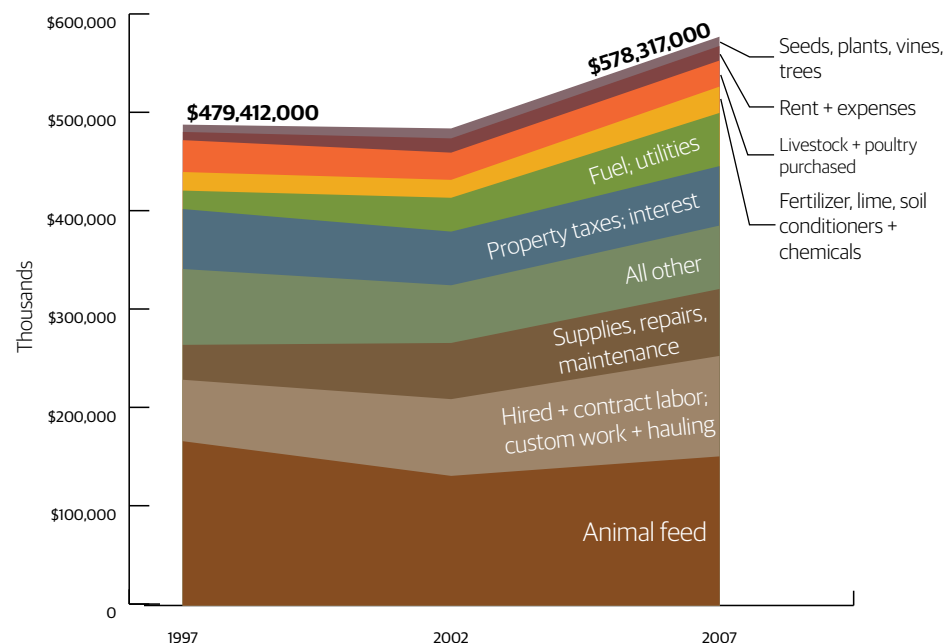 $600,000
$500,000
$400,000
$300,000
$200,000
$100,000
0
Thousands
$479,412,000
$578,317,000
Seeds, plants, vines,
trees
Rent + expenses
Livestock + poultry
purchased
Fertilizer, lime, soil
conditioners +
chemicals
Fuel; utilities
Property taxes; interest
All other
Supplies, repairs,
maintenance
Hired + contract labor;
custom work + hauling
Animal feed
1997
2002
2007